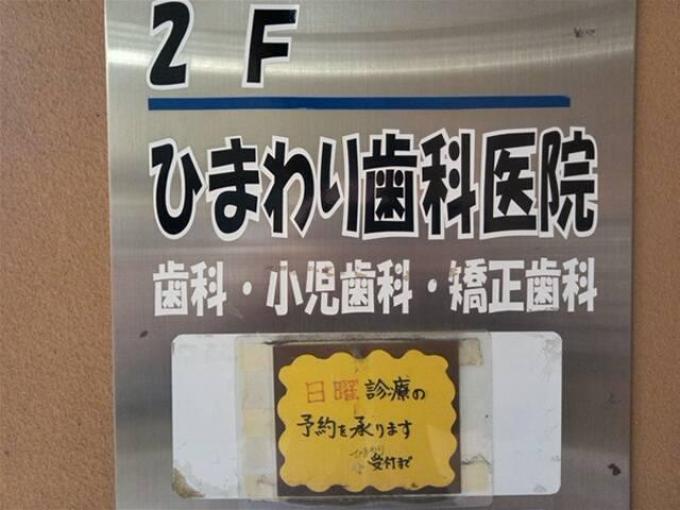 2 F
ひまわり歯科医院
歯科・小児歯科・矯正歯科
日曜診療の
予約を承ります
受付まで